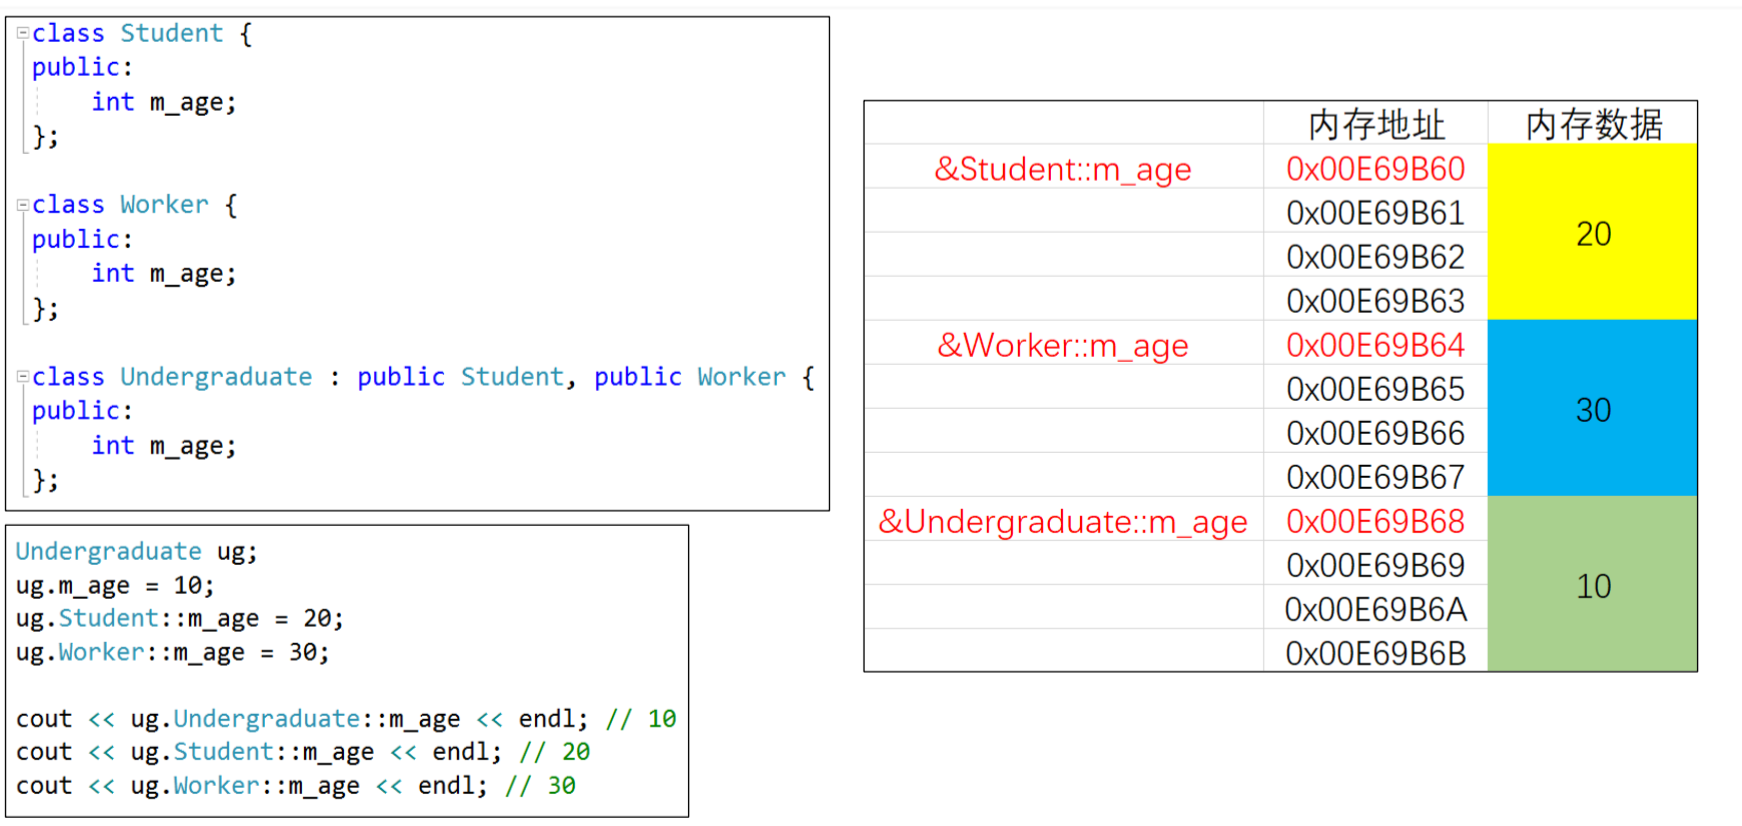 class Student {
public:
    int m_age;
};
class Worker {
public:
    int m_age;
};
class Undergraduate : public Student, public Worker {
public:
    int m_age;
};
Undergraduate ug;
ug.m_age = 10;
ug.Student::m_age = 20;
ug.Worker::m_age = 30;
cout << ug.Undergraduate::m_age << endl; // 10
cout << ug.Student::m_age << endl; // 20
cout << ug.Worker::m_age << endl; // 30
内存地址 内存数据
&Student::m_age 0x00E69B60
0x00E69B61
20
0x00E69B62
0x00E69B63
&Worker::m_age 0x00E69B64
0x00E69B65
30
0x00E69B66
0x00E69B67
&Undergraduate::m_age 0x00E69B68
0x00E69B69
10
0x00E69B6A
0x00E69B6B